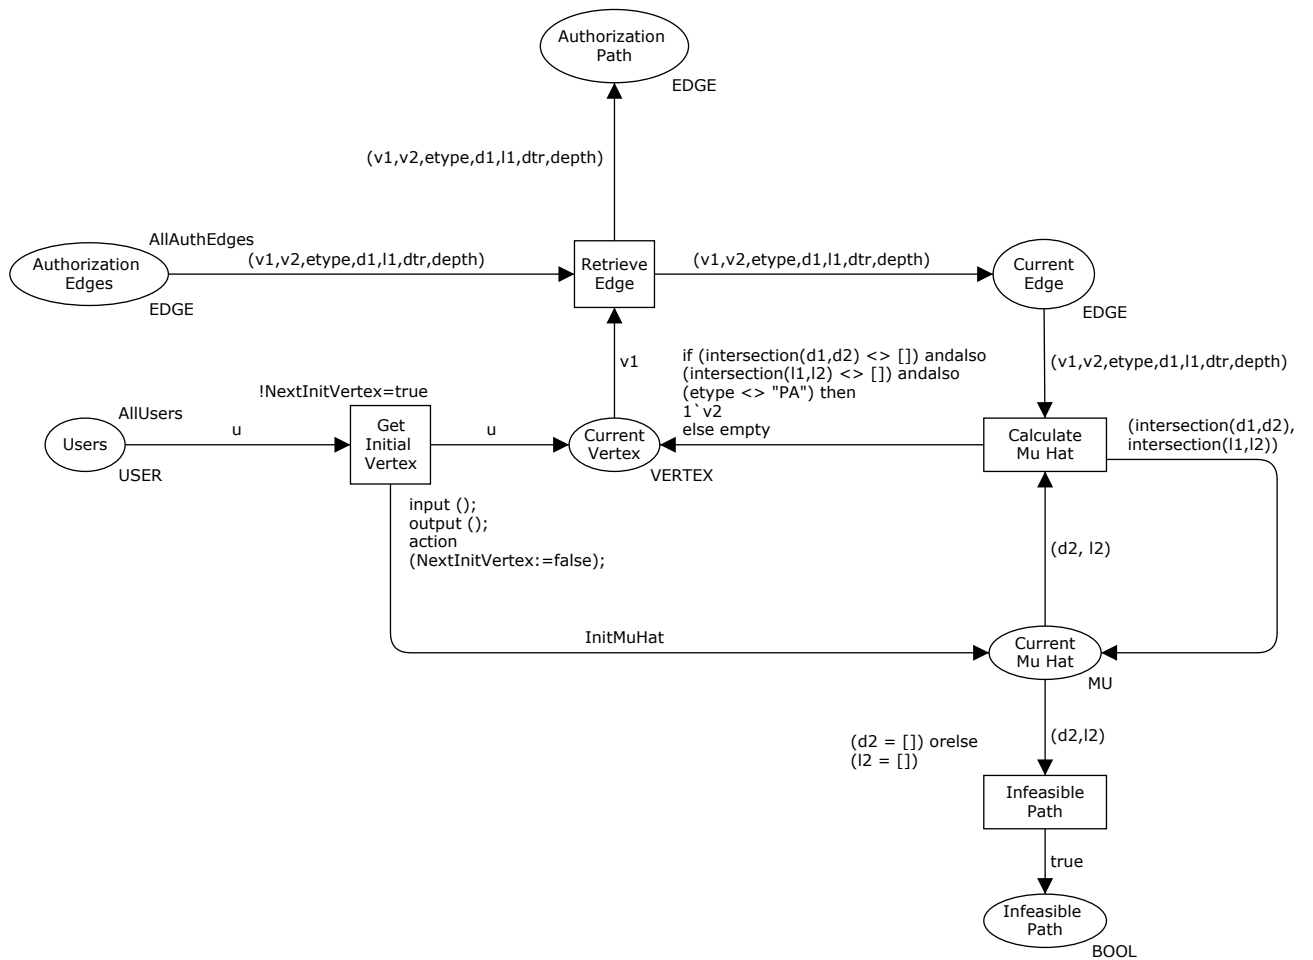 Authorization
Path
EDGE
(v1,v2,etype,d1,l1,dtr,depth)
AllAuthEdges
Authorization
Edges
(v1,v2,etype,d1,l1,dtr,depth)
EDGE
Retrieve
Edge
(v1,v2,etype,d1,l1,dtr,depth)
Current
Edge
EDGE
v1
if (intersection(d1,d2) <> []) andalso
(intersection(l1,l2) <> []) andalso
(etype <> "PA") then
1`v2
else empty
(v1,v2,etype,d1,l1,dtr,depth)
!NextInitVertex=true
AllUsers
Users
u
USER
Get
Initial
Vertex
u
Current
Vertex
VERTEX
Calculate
Mu Hat
(intersection(d1,d2),
intersection(l1,l2))
input ();
output ();
action
(NextInitVertex:=false);
(d2, l2)
InitMuHat
Current
Mu Hat
MU
(d2 = []) orelse
(l2 = [])
(d2,l2)
Infeasible
Path
true
Infeasible
Path
BOOL